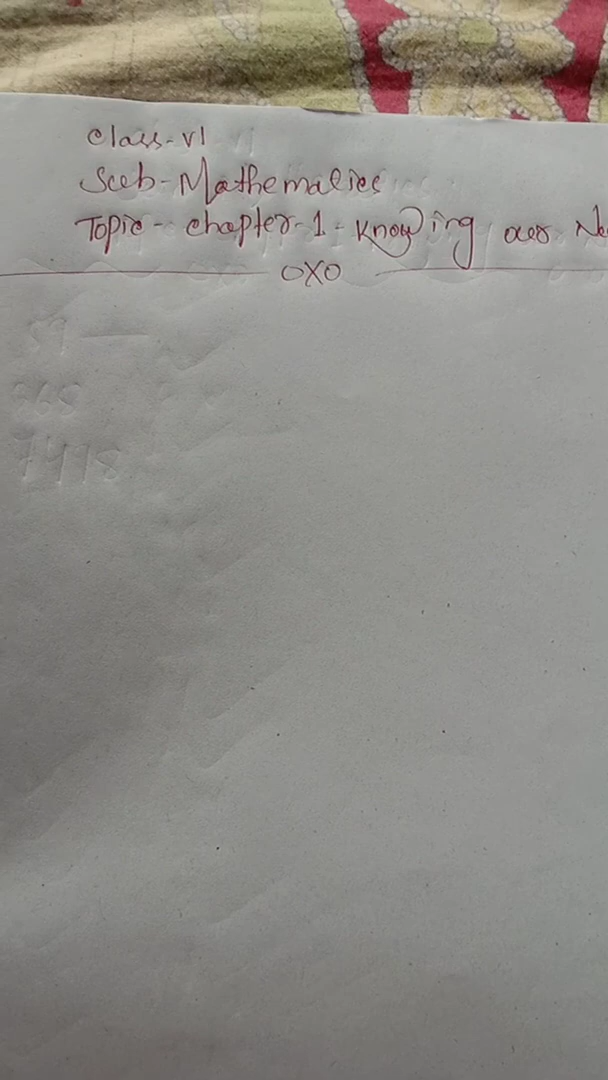 Class-VI
Sub-Mathematics
Topic- chapter-1-Knowing our
OXO